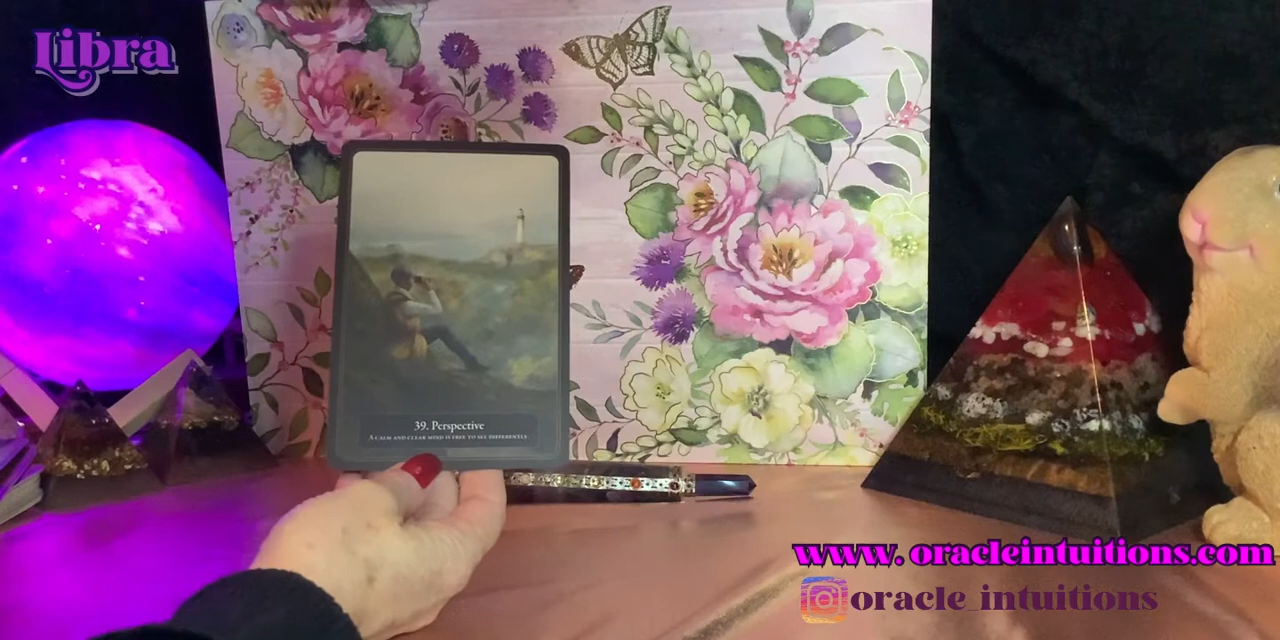 Libra
39. Perspective
A CALM AND CLEAR MIND IS FREE TO SEE DIFFERENTLY
www.oracleintuitions.com
oracle_intuitions